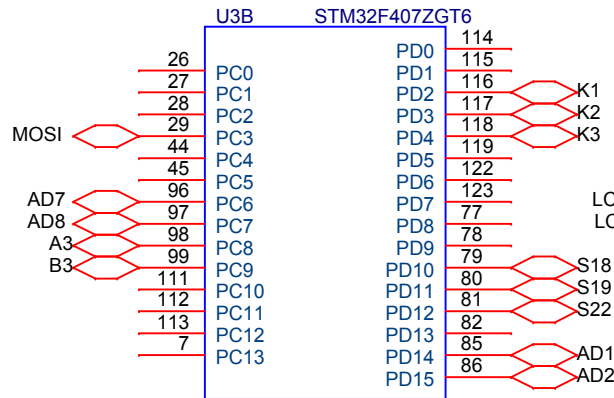 U3B STM32F407ZGT6
114 PD0
26 PC0 115 PD1
27 PC1 116 PD2 K1
28 PC2 117 PD3 K2
MOSI 29 PC3 118 PD4 K3
44 PC4 119 PD5
45 PC5 122 PD6
AD7 96 PC6 123 PD7 LC
AD8 97 PC7 77 PD8 LC
A3 98 PC8 78 PD9
B3 99 PC9 79 PD10 S18
111 PC10 80 PD11 S19
112 PC11 81 PD12 S22
113 PC12 82 PD13
7 PC13 85 PD14 AD1
86 PD15 AD2